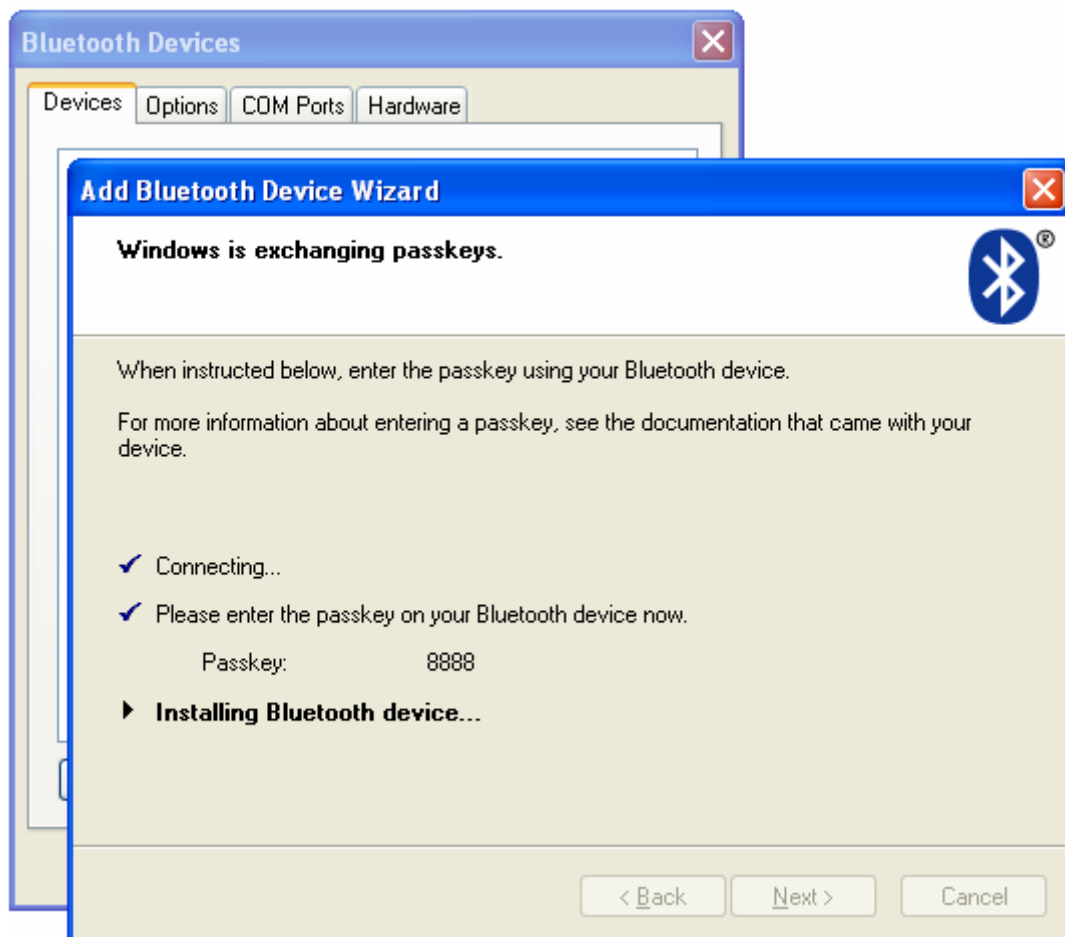 Bluetooth Devices
Devices Options COM Ports Hardware
Add Bluetooth Device Wizard
Windows is exchanging passkeys.
®
When instructed below, enter the passkey using your Bluetooth device.
For more information about entering a passkey, see the documentation that came with your
device.
Connecting...
Please enter the passkey on your Bluetooth device now.
Passkey: 8888
Installing Bluetooth device...
< Back Next > Cancel